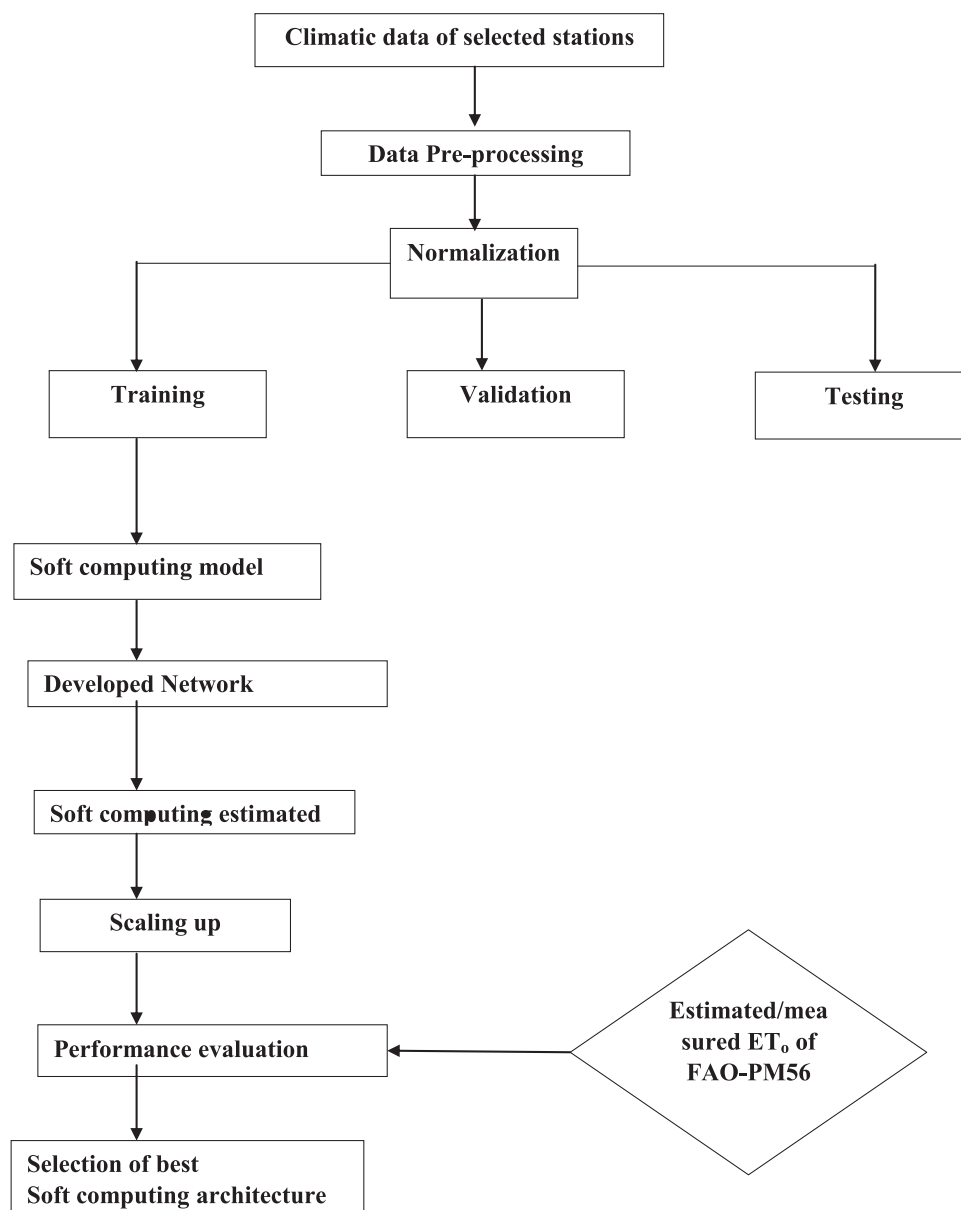 Climatic data of selected stations
Data Pre-processing
Normalization
Training
Validation
Testing
Soft computing model
Developed Network
Soft computing estimated
Scaling up
Performance evaluation
Estimated/mea
sured ETₒ of
FAO-PM56
Selection of best
Soft computing architecture